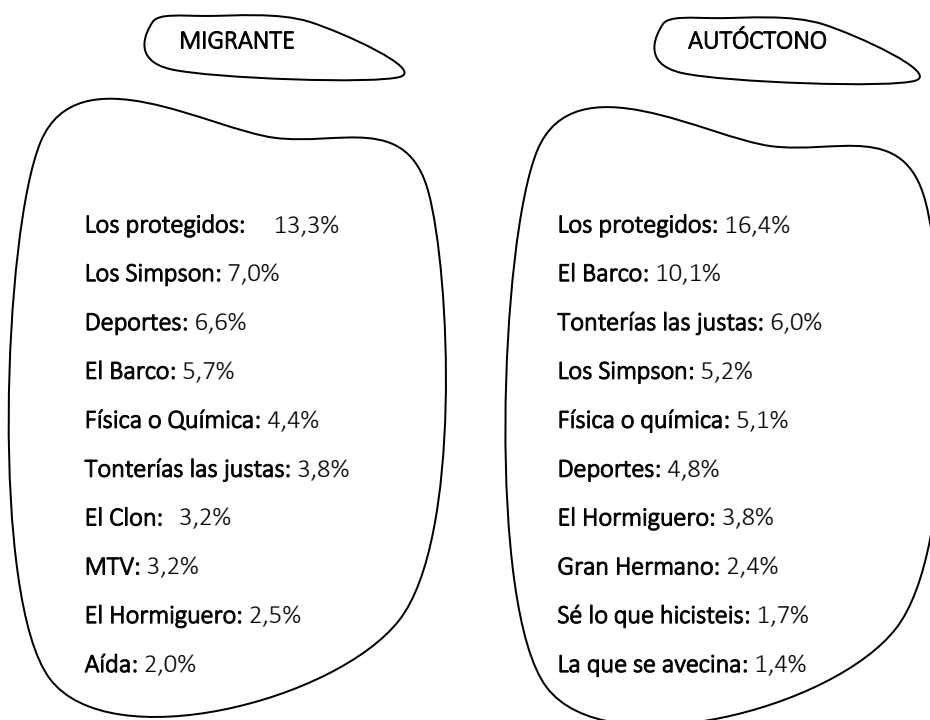 MIGRANTE
Los protegidos: 13,3%
Los Simpson: 7,0%
Deportes: 6,6%
El Barco: 5,7%
Física o Química: 4,4%
Tonterías las justas: 3,8%
El Clon: 3,2%
MTV: 3,2%
El Hormiguero: 2,5%
Aída: 2,0%
AUTÓCTONO
Los protegidos: 16,4%
El Barco: 10,1%
Tonterías las justas: 6,0%
Los Simpson: 5,2%
Física o química: 5,1%
Deportes: 4,8%
El Hormiguero: 3,8%
Gran Hermano: 2,4%
Sé lo que hicisteis: 1,7%
La que se avecina: 1,4%